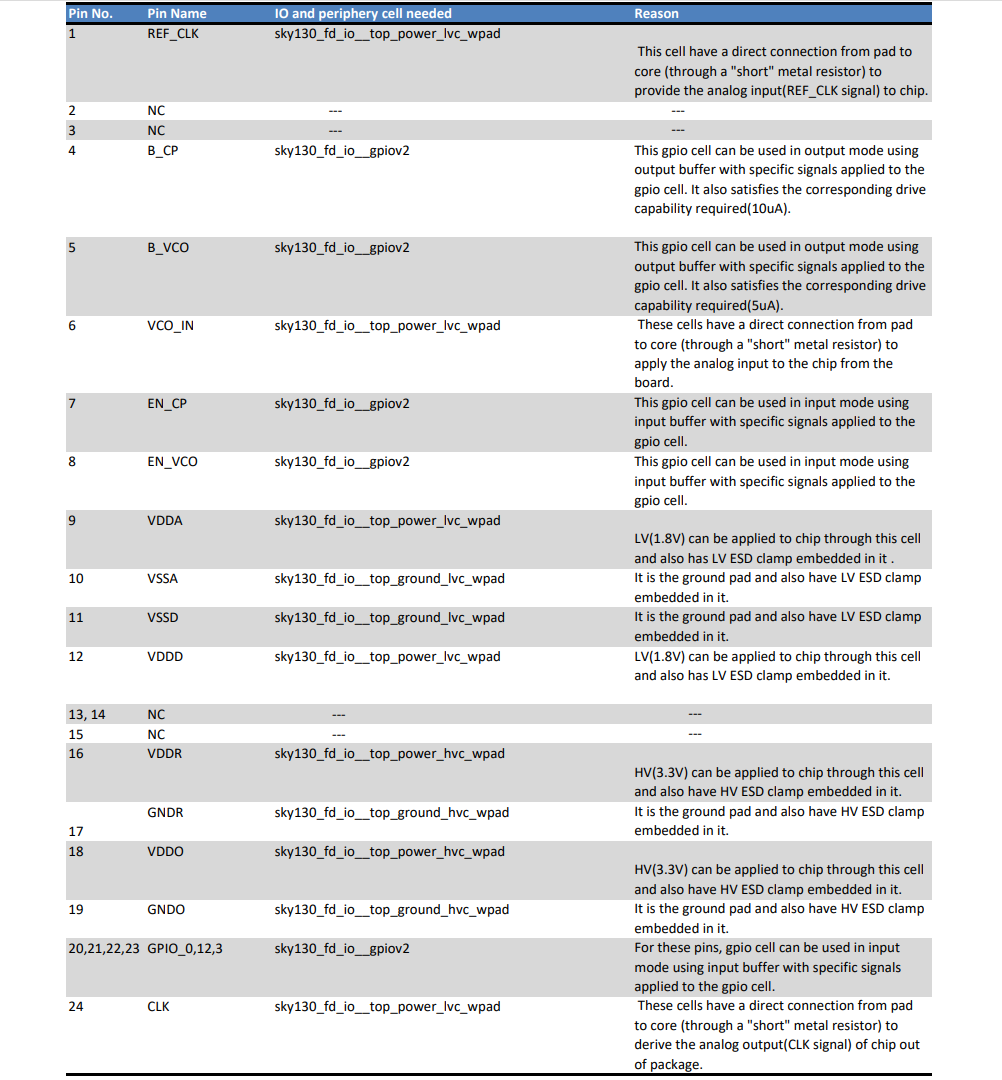 Pin No. Pin Name IO and periphery cell needed Reason
1 REF_CLK sky130_fd_io__top_power_lvc_wpad
This cell have a direct connection from pad to
core (through a "short" metal resistor) to
provide the analog input(REF_CLK signal) to chip.
2 NC --- ---
3 NC --- ---
4 B_CP sky130_fd_io__gpiov2 This gpio cell can be used in output mode using
output buffer with specific signals applied to the
gpio cell. It also satisfies the corresponding drive
capability required(10uA).
5 B_VCO sky130_fd_io__gpiov2 This gpio cell can be used in output mode using
output buffer with specific signals applied to the
gpio cell. It also satisfies the corresponding drive
capability required(5uA).
6 VCO_IN sky130_fd_io__top_power_lvc_wpad These cells have a direct connection from pad
to core (through a "short" metal resistor) to
apply the analog input to the chip from the
board.
7 EN_CP sky130_fd_io__gpiov2 This gpio cell can be used in input mode using
input buffer with specific signals applied to the
gpio cell.
8 EN_VCO sky130_fd_io__gpiov2 This gpio cell can be used in input mode using
input buffer with specific signals applied to the
gpio cell.
9 VDDA sky130_fd_io__top_power_lvc_wpad
LV(1.8V) can be applied to chip through this cell
and also has LV ESD clamp embedded in it .
10 VSSA sky130_fd_io__top_ground_lvc_wpad It is the ground pad and also have LV ESD clamp
embedded in it.
11 VSSD sky130_fd_io__top_ground_lvc_wpad It is the ground pad and also have LV ESD clamp
embedded in it.
12 VDDD sky130_fd_io__top_power_lvc_wpad LV(1.8V) can be applied to chip through this cell
and also has LV ESD clamp embedded in it.
13, 14 NC --- ---
15 NC --- ---
16 VDDR sky130_fd_io__top_power_hvc_wpad
HV(3.3V) can be applied to chip through this cell
and also have HV ESD clamp embedded in it.
GNDR sky130_fd_io__top_ground_hvc_wpad It is the ground pad and also have HV ESD clamp
17 embedded in it.
18 VDDO sky130_fd_io__top_power_hvc_wpad
HV(3.3V) can be applied to chip through this cell
and also have HV ESD clamp embedded in it.
19 GNDO sky130_fd_io__top_ground_hvc_wpad It is the ground pad and also have HV ESD clamp
embedded in it.
20,21,22,23 GPIO_0,12,3 sky130_fd_io__gpiov2 For these pins, gpio cell can be used in input
mode using input buffer with specific signals
applied to the gpio cell.
24 CLK sky130_fd_io__top_power_lvc_wpad These cells have a direct connection from pad
to core (through a "short" metal resistor) to
derive the analog output(CLK signal) of chip out
of package.